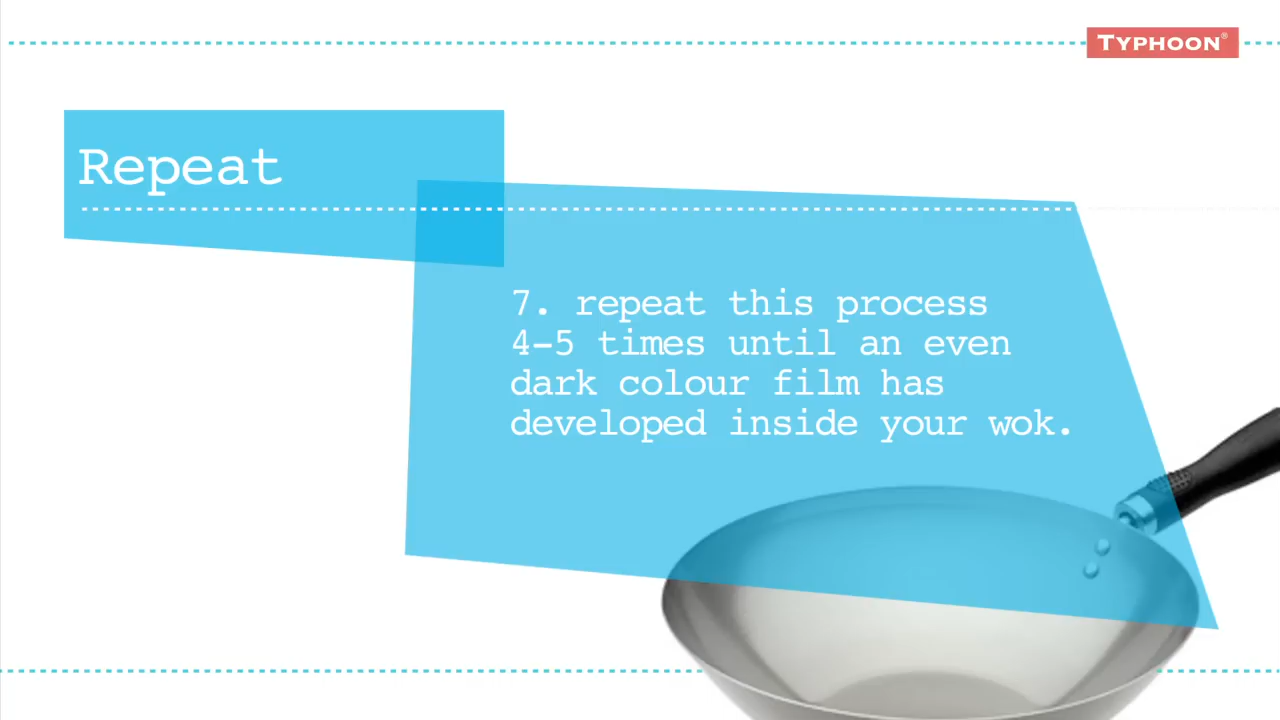 TYPHOON®
Repeat
7. repeat this process
4-5 times until an even
dark colour film has
developed inside your wok.